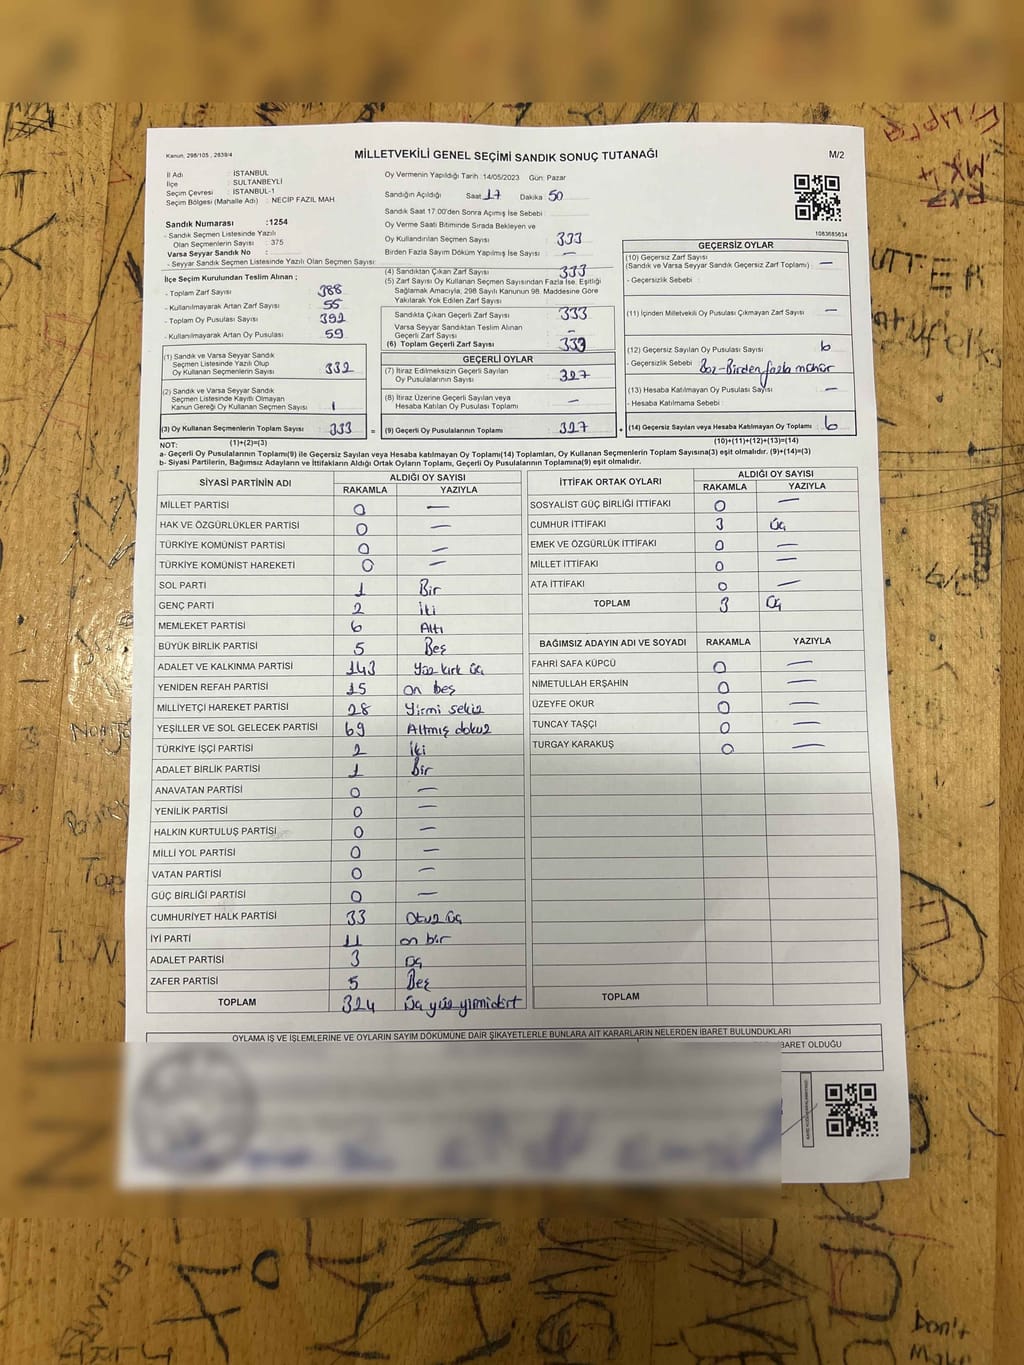 Kanun, 298/105 , 2839/4
MİLLETVEKİLİ GENEL SEÇİMİ SANDIK SONUÇ TUTANAĞI
M/2
İl Adı : İSTANBUL
İlçe : SULTANBEYLİ
Seçim Çevresi : İSTANBUL-1
Seçim Bölgesi (Mahalle Adı) : NECİP FAZIL MAH.
Sandık Numarası :1254
- Sandık Seçmen Listesinde Yazılı
Olan Seçmenlerin Sayısı : 375
Varsa Seyyar Sandık No :
- Seyyar Sandık Seçmen Listesinde Yazılı Olan Seçmen Sayısı:
Oy Vermenin Yapıldığı Tarih :14/05/2023 Gün: Pazar
Sandığın Açıldığı Saat 17 Dakika 50
Sandık Saat 17.00'den Sonra Açılmış İse Sebebi :
Oy Verme Saati Bitiminde Sırada Bekleyen ve
Oy Kullandırılan Seçmen Sayısı : 333
Birden Fazla Sayım Döküm Yapılmış İse Sayısı : —
1083685634
İlçe Seçim Kurulundan Teslim Alınan ;
- Toplam Zarf Sayısı : 388
- Kullanılmayarak Artan Zarf Sayısı : 55
- Toplam Oy Pusulası Sayısı : 392
- Kullanılmayarak Artan Oy Pusulası : 59
(1) Sandık ve Varsa Seyyar Sandık
Seçmen Listesinde Yazılı Olup
Oy Kullanan Seçmenlerin Sayısı : 332
(2) Sandık ve Varsa Seyyar Sandık
Seçmen Listesinde Kayıtlı Olmayan
Kanun Gereği Oy Kullanan Seçmen Sayısı : 1
(3) Oy Kullanan Seçmenlerin Toplam Sayısı : 333 =
(1)+(2)=(3)
(4) Sandıktan Çıkan Zarf Sayısı : 333
(5) Zarf Sayısı Oy Kullanan Seçmen Sayısından Fazla İse, Eşitliği
Sağlamak Amacıyla, 298 Sayılı Kanunun 98. Maddesine Göre
Yakılarak Yok Edilen Zarf Sayısı :
Sandıkta Çıkan Geçerli Zarf Sayısı : 333
Varsa Seyyar Sandıktan Teslim Alınan
Geçerli Zarf Sayısı : —
(6) Toplam Geçerli Zarf Sayısı : 333
GEÇERLİ OYLAR
(7) İtiraz Edilmeksizin Geçerli Sayılan
Oy Pusulalarının Sayısı : 327
(8) İtiraz Üzerine Geçerli Sayılan veya
Hesaba Katılan Oy Pusulası Toplamı : —
(9) Geçerli Oy Pusulalarının Toplamı : 327 +
GEÇERSİZ OYLAR
(10) Geçersiz Zarf Sayısı :
(Sandık ve Varsa Seyyar Sandık Geçersiz Zarf Toplamı) —
- Geçersizlik Sebebi :
(11) İçinden Milletvekili Oy Pusulası Çıkmayan Zarf Sayısı : —
(12) Geçersiz Sayılan Oy Pusulası Sayısı : 6
- Geçersizlik Sebebi : Birden fazla mühür
(13) Hesaba Katılmayan Oy Pusulası Sayısı : —
- Hesaba Katılmama Sebebi :
(14) Geçersiz Sayılan veya Hesaba Katılmayan Oy Toplamı : 6
(10)+(11)+(12)+(13)=(14)
NOT:
a- Geçerli Oy Pusulalarının Toplamı(9) ile Geçersiz Sayılan veya Hesaba katılmayan Oy Toplamı(14) Toplamları, Oy Kullanan Seçmenlerin Toplam Sayısına(3) eşit olmalıdır. (9)+(14)=(3)
b- Siyasi Partilerin, Bağımsız Adayların ve İttifakların Aldığı Ortak Oyların Toplamı, Geçerli Oy Pusulalarının Toplamına(9) eşit olmalıdır.
SİYASİ PARTİNİN ADI ALDIĞI OY SAYISI
RAKAMLA YAZIYLA
MİLLET PARTİSİ 0 —
HAK VE ÖZGÜRLÜKLER PARTİSİ 0 —
TÜRKİYE KOMÜNİST PARTİSİ 0 —
TÜRKİYE KOMÜNİST HAREKETİ 0 —
SOL PARTİ 1 Bir
GENÇ PARTİ 2 iki
MEMLEKET PARTİSİ 6 Altı
BÜYÜK BİRLİK PARTİSİ 5 Beş
ADALET VE KALKINMA PARTİSİ 143 Yüz kırk üç
YENİDEN REFAH PARTİSİ 15 on beş
MİLLİYETÇİ HAREKET PARTİSİ 28 Yirmi sekiz
YEŞİLLER VE SOL GELECEK PARTİSİ 69 Altmış dokuz
TÜRKİYE İŞÇİ PARTİSİ 2 İki
ADALET BİRLİK PARTİSİ 1 Bir
ANAVATAN PARTİSİ 0 —
YENİLİK PARTİSİ 0 —
HALKIN KURTULUŞ PARTİSİ 0 —
MİLLİ YOL PARTİSİ 0 —
VATAN PARTİSİ 0 —
GÜÇ BİRLİĞİ PARTİSİ 0 —
CUMHURİYET HALK PARTİSİ 33 Otuz üç
İYİ PARTİ 11 on bir
ADALET PARTİSİ 3 üç
ZAFER PARTİSİ 5 Beş
TOPLAM 324 Üç yüz yirmidört
İTTİFAK ORTAK OYLARI ALDIĞI OY SAYISI
RAKAMLA YAZIYLA
SOSYALİST GÜÇ BİRLİĞİ İTTİFAKI 0 —
CUMHUR İTTİFAKI 3 üç
EMEK VE ÖZGÜRLÜK İTTİFAKI 0 —
MİLLET İTTİFAKI 0 —
ATA İTTİFAKI 0 —
TOPLAM 3 üç
BAĞIMSIZ ADAYIN ADI VE SOYADI RAKAMLA YAZIYLA
FAHRİ SAFA KÜPCÜ 0 —
NİMETULLAH ERŞAHİN 0 —
ÜZEYFE OKUR 0 —
TUNCAY TAŞÇI 0 —
TURGAY KARAKUŞ 0 —
TOPLAM
OYLAMA İŞ VE İŞLEMLERİNE VE OYLARIN SAYIM DÖKÜMÜNE DAİR ŞİKAYETLERLE BUNLARA AİT KARARLARIN NELERDEN İBARET BULUNDUKLARI
BARET OLDUĞU
Don't